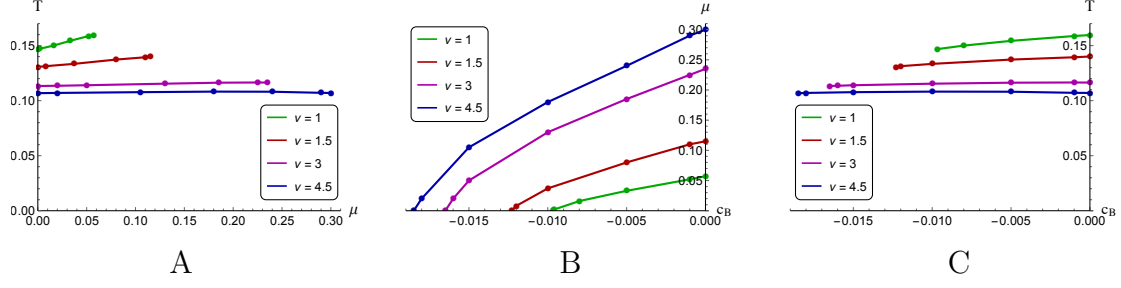 T
0.15
0.10
0.05
0.00
0.00 0.05 0.10 0.15 0.20 0.25 0.30
μ
ν = 1
ν = 1.5
ν = 3
ν = 4.5
A
μ
0.30
0.25
0.20
0.15
0.10
0.05
-0.015 -0.010 -0.005 0.000
c_B
ν = 1
ν = 1.5
ν = 3
ν = 4.5
B
T
0.15
0.10
0.05
-0.015 -0.010 -0.005 0.000
c_B
ν = 1
ν = 1.5
ν = 3
ν = 4.5
C